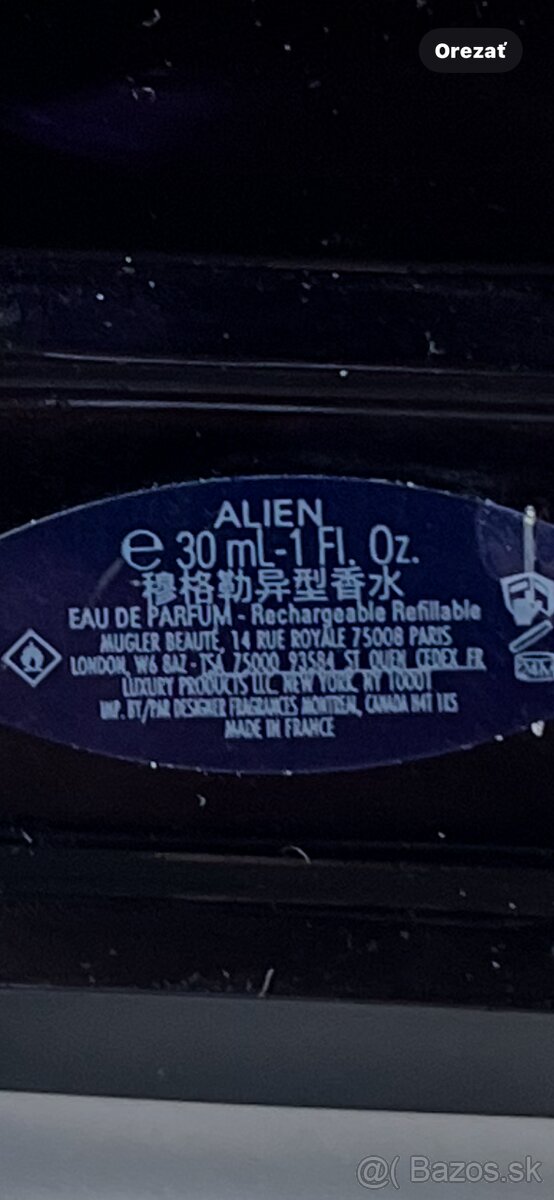 Orezať
ALIEN
℮ 30 mL-1 Fl. Oz.
穆格勒异型香水
EAU DE PARFUM - Rechargeable Refillable
MUGLER BEAUTÉ, 14 RUE ROYALE 75008 PARIS
LONDON, W6 8AZ - TSA 75000 93584 ST OUEN CEDEX FR
LUXURY PRODUCTS LLC NEW YORK NY 10001
IMP. BY/PAR DESIGNER FRAGRANCES MONTREAL, CANADA H4T 1K5
MADE IN FRANCE
@( Bazos.sk